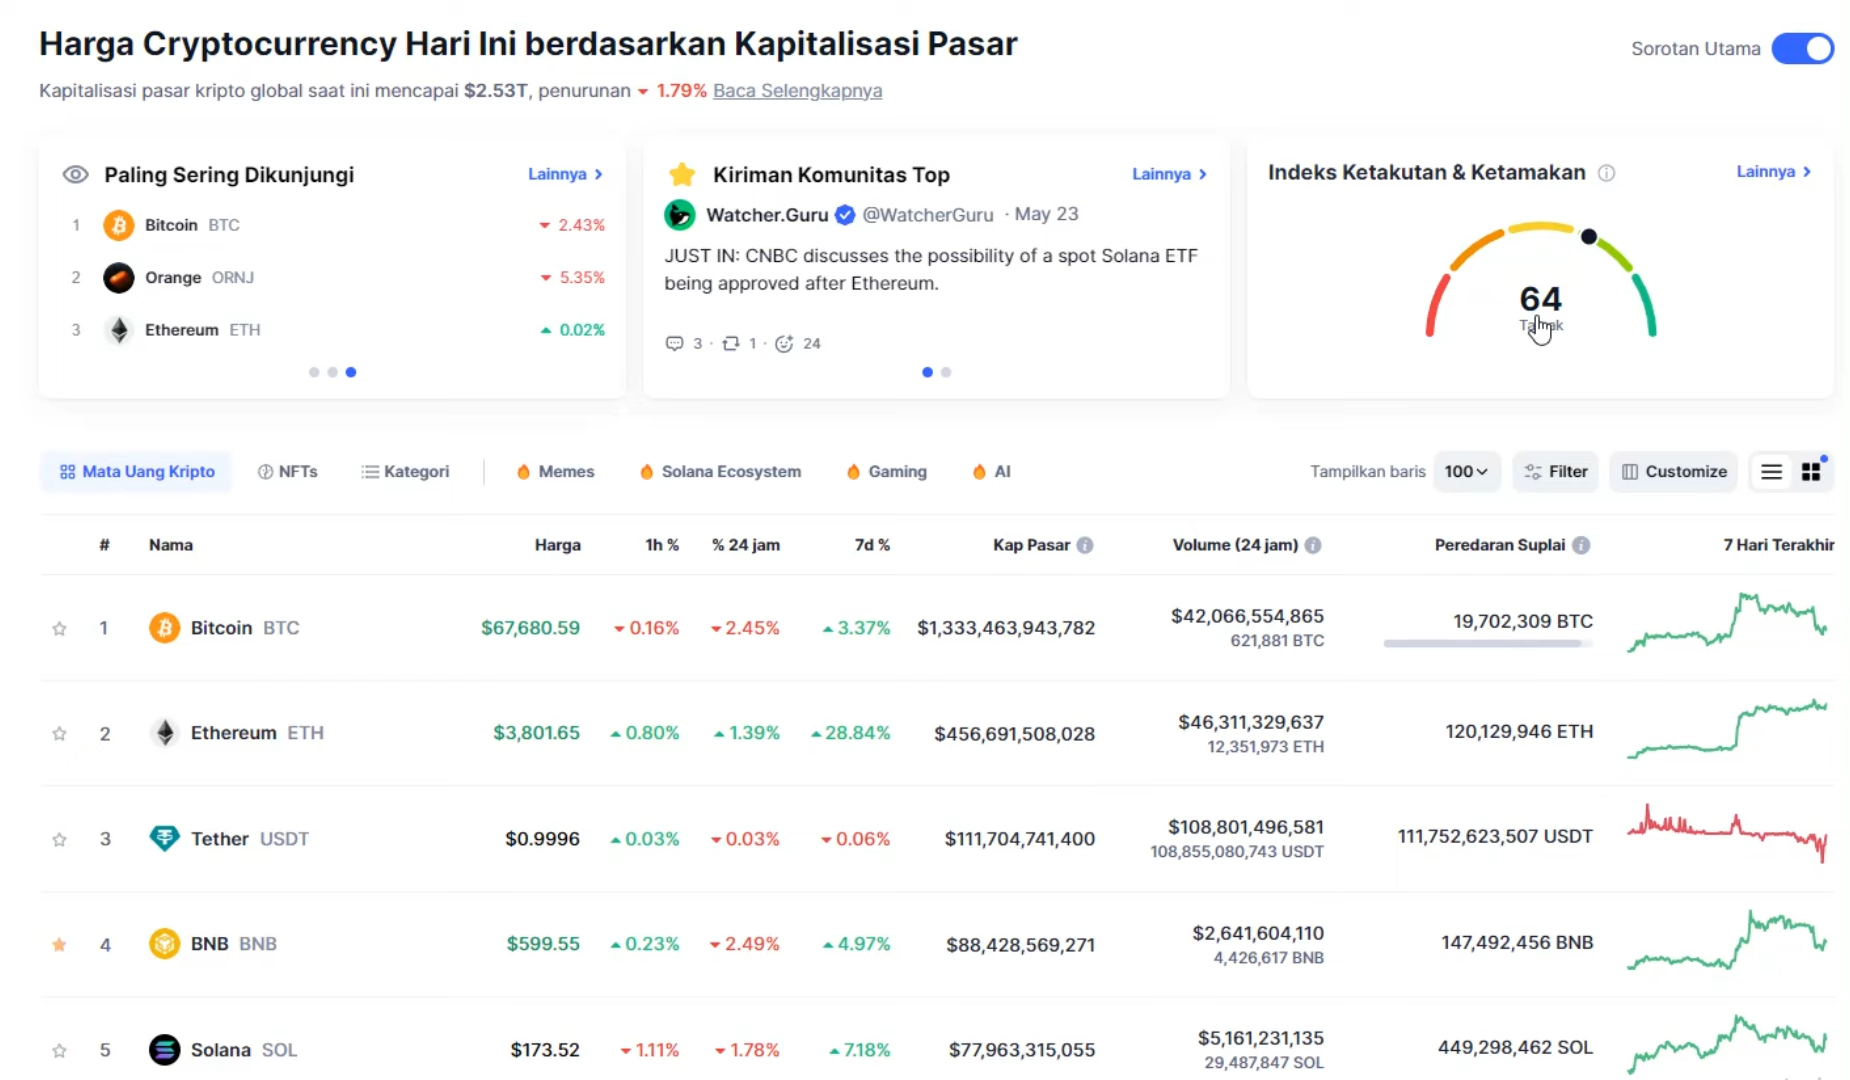 Harga Cryptocurrency Hari Ini berdasarkan Kapitalisasi Pasar
Sorotan Utama
Kapitalisasi pasar kripto global saat ini mencapai $2.53T, penurunan 1.79% Baca Selengkapnya
Paling Sering Dikunjungi
Lainnya
1 Bitcoin BTC 2.43%
2 Orange ORNJ 5.35%
3 Ethereum ETH 0.02%
Kiriman Komunitas Top
Lainnya
Watcher.Guru @WatcherGuru · May 23
JUST IN: CNBC discusses the possibility of a spot Solana ETF
being approved after Ethereum.
3 · 1 · 24
Indeks Ketakutan & Ketamakan
Lainnya
64
Mata Uang Kripto NFTs Kategori Memes Solana Ecosystem Gaming AI Tampilkan baris 100 Filter Customize
# Nama Harga 1h % % 24 jam 7d % Kap Pasar Volume (24 jam) Peredaran Suplai 7 Hari Terakhir
1 Bitcoin BTC $67,680.59 0.16% 2.45% 3.37% $1,333,463,943,782 $42,066,554,865 19,702,309 BTC
621,881 BTC
2 Ethereum ETH $3,801.65 0.80% 1.39% 28.84% $456,691,508,028 $46,311,329,637 120,129,946 ETH
12,351,973 ETH
3 Tether USDT $0.9996 0.03% 0.03% 0.06% $111,704,741,400 $108,801,496,581 111,752,623,507 USDT
108,855,080,743 USDT
4 BNB BNB $599.55 0.23% 2.49% 4.97% $88,428,569,271 $2,641,604,110 147,492,456 BNB
4,426,617 BNB
5 Solana SOL $173.52 1.11% 1.78% 7.18% $77,963,315,055 $5,161,231,135 449,298,462 SOL
29,487,847 SOL